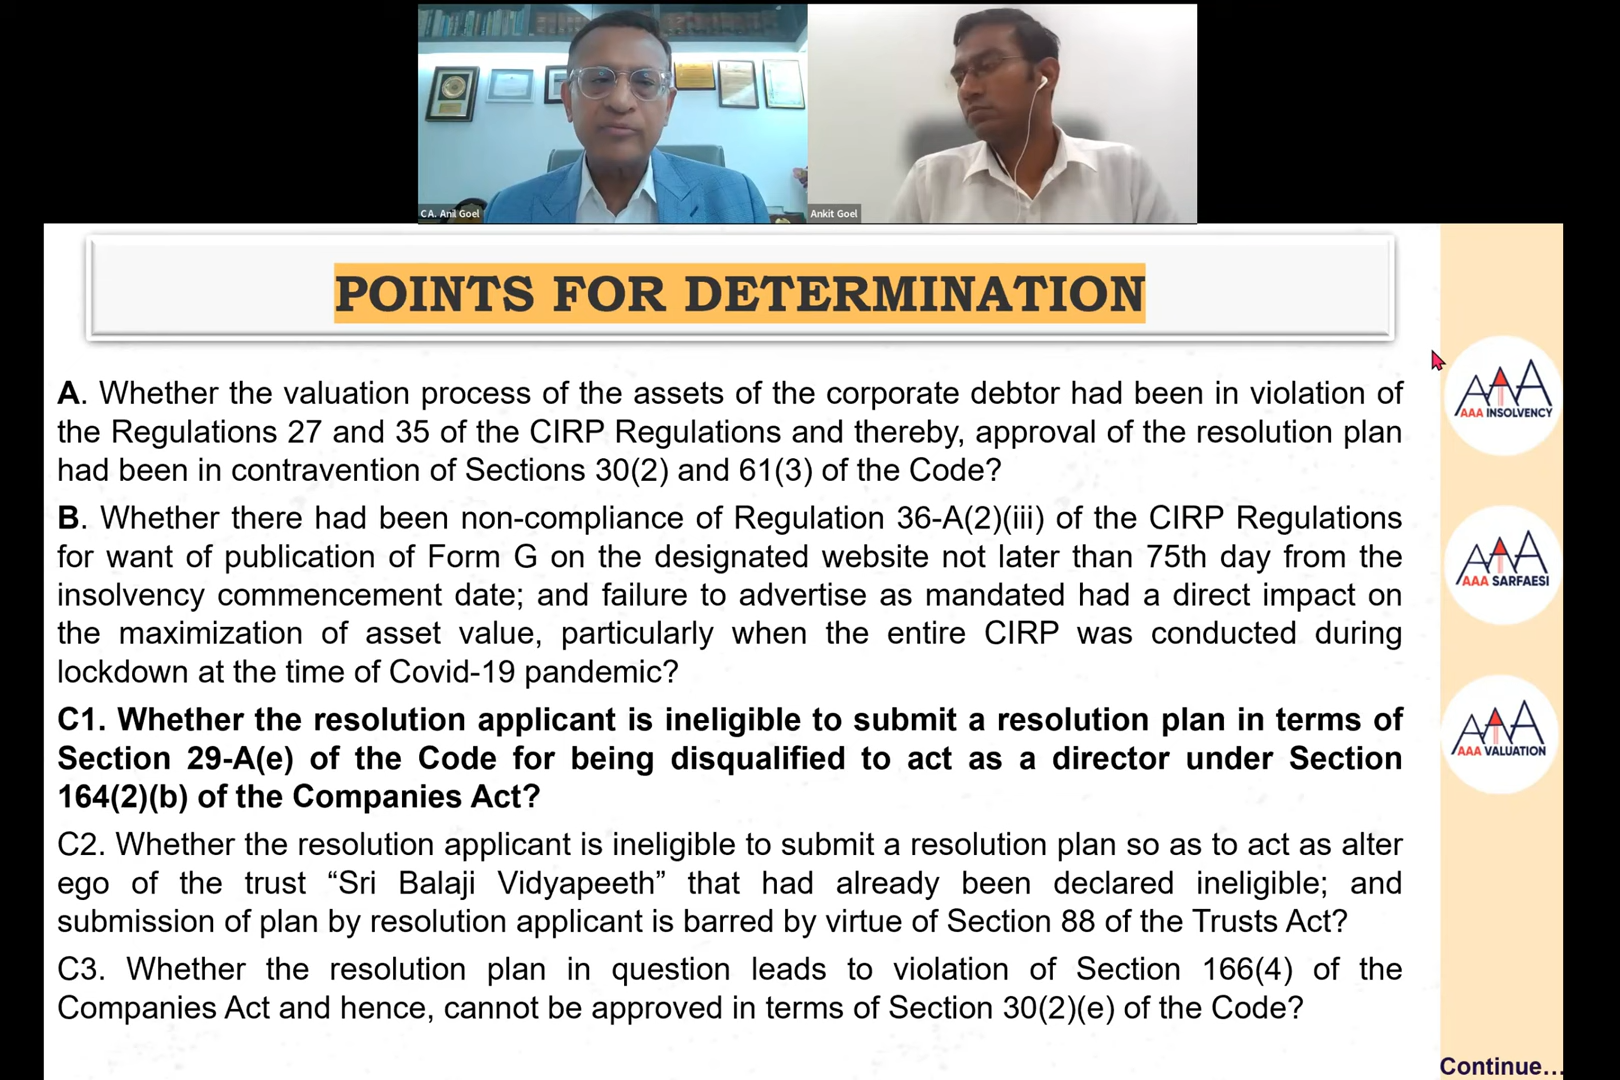 CA. Anil Goel
Ankit Goel
POINTS FOR DETERMINATION
A. Whether the valuation process of the assets of the corporate debtor had been in violation of
the Regulations 27 and 35 of the CIRP Regulations and thereby, approval of the resolution plan
had been in contravention of Sections 30(2) and 61(3) of the Code?
B. Whether there had been non-compliance of Regulation 36-A(2)(iii) of the CIRP Regulations
for want of publication of Form G on the designated website not later than 75th day from the
insolvency commencement date; and failure to advertise as mandated had a direct impact on
the maximization of asset value, particularly when the entire CIRP was conducted during
lockdown at the time of Covid-19 pandemic?
C1. Whether the resolution applicant is ineligible to submit a resolution plan in terms of
Section 29-A(e) of the Code for being disqualified to act as a director under Section
164(2)(b) of the Companies Act?
C2. Whether the resolution applicant is ineligible to submit a resolution plan so as to act as alter
ego of the trust “Sri Balaji Vidyapeeth” that had already been declared ineligible; and
submission of plan by resolution applicant is barred by virtue of Section 88 of the Trusts Act?
C3. Whether the resolution plan in question leads to violation of Section 166(4) of the
Companies Act and hence, cannot be approved in terms of Section 30(2)(e) of the Code?
AAA
AAA INSOLVENCY
AAA
AAA SARFAESI
AAA
AAA VALUATION
Continue...